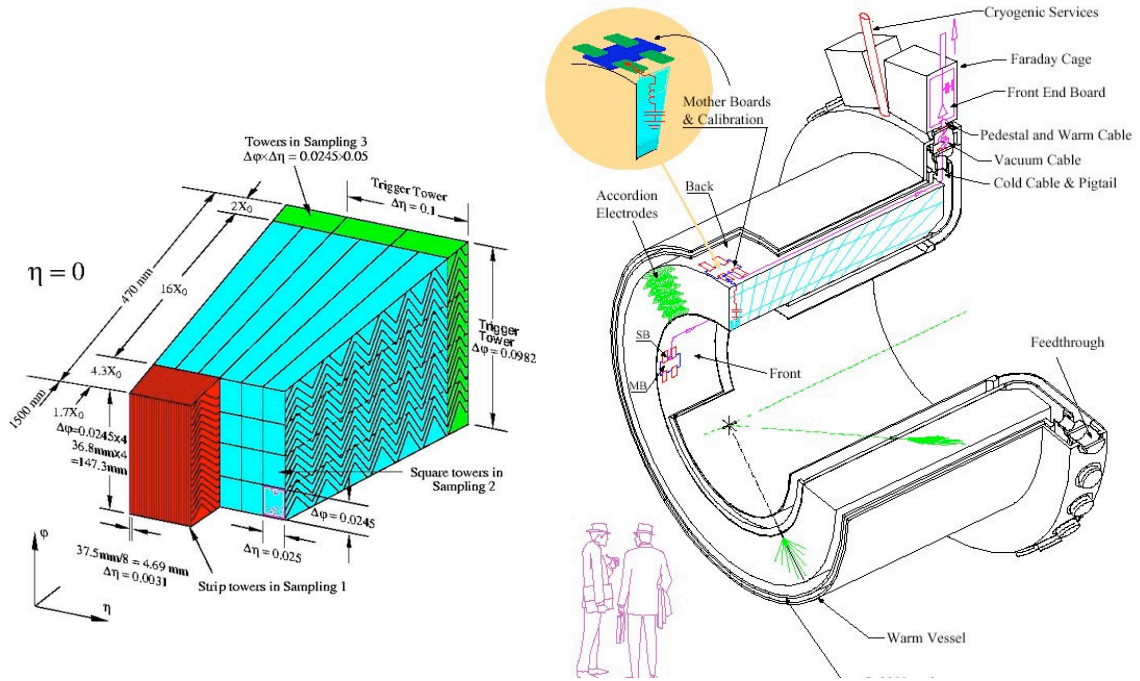 Towers in Sampling 3
Δφ×Δη = 0.0245×0.05
Trigger Tower
Δη = 0.1
2X₀
η = 0
470 mm
16X₀
Trigger
Tower
Δφ = 0.0982
4.3X₀
1500 mm
1.7X₀
Δφ=0.0245x4
36.8mmx4
=147.3mm
Square towers in
Sampling 2
Δφ = 0.0245
Δη = 0.025
37.5mm/8 = 4.69 mm
Δη = 0.0031
Strip towers in Sampling 1
φ
η
Cryogenic Services
Faraday Cage
Front End Board
Mother Boards
& Calibration
Pedestal and Warm Cable
Vacuum Cable
Cold Cable & Pigtail
Back
Accordion
Electrodes
SB
MB
Front
Feedthrough
Warm Vessel